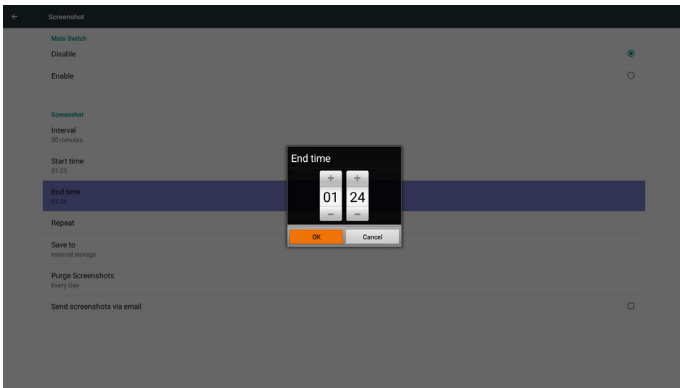 Screenshot
Main Switch
Disable
Enable
Screenshot
Interval
30 minutes
Start time
01:23
End time
01:24
Repeat
Save to
Internal storage
Purge Screenshots
Every Day
Send screenshots via email
End time
+ +
01 24
- -
OK Cancel